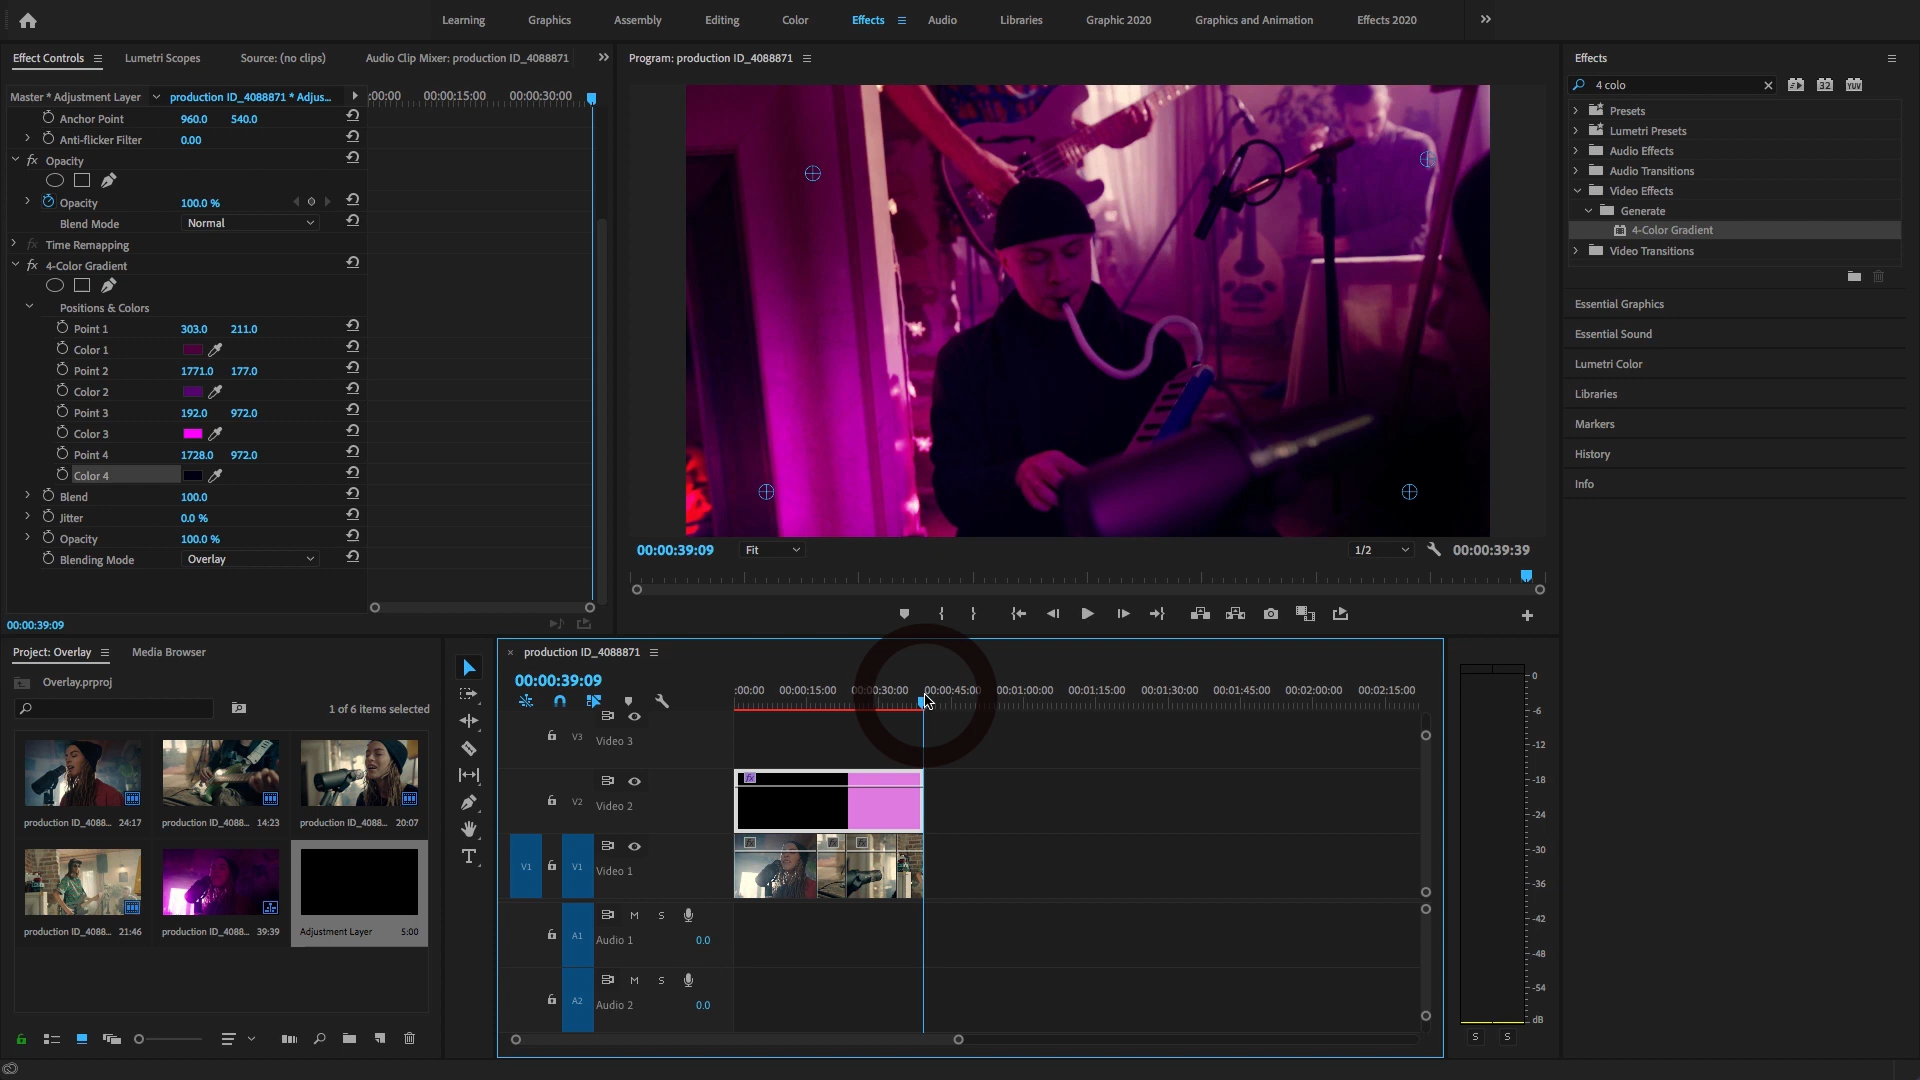 Learning Graphics Assembly Editing Color Effects Audio Libraries Graphic 2020 Graphics and Animation Effects 2020
Effect Controls Lumetri Scopes Source: (no clips) Audio Clip Mixer: production ID_4088871
Master * Adjustment Layer production ID_4088871 * Adjus... :00:00 00:00:15:00 00:00:30:00
Anchor Point 960.0 540.0
Anti-flicker Filter 0.00
fx Opacity
Opacity 100.0 %
Blend Mode Normal
fx Time Remapping
fx 4-Color Gradient
Positions & Colors
Point 1 303.0 211.0
Color 1
Point 2 1771.0 177.0
Color 2
Point 3 192.0 972.0
Color 3
Point 4 1728.0 972.0
Color 4
Blend 100.0
Jitter 0.0 %
Opacity 100.0 %
Blending Mode Overlay
00:00:39:09
Program: production ID_4088871
00:00:39:09 Fit 1/2 00:00:39:39
Effects
4 colo
32 YUV
Presets
Lumetri Presets
Audio Effects
Audio Transitions
Video Effects
Generate
4-Color Gradient
Video Transitions
Essential Graphics
Essential Sound
Lumetri Color
Libraries
Markers
History
Info
Project: Overlay Media Browser
Overlay.prproj
1 of 6 items selected
production ID_4088... 24:17 production ID_4088... 14:23 production ID_4088... 20:07
production ID_4088... 21:46 production ID_4088... 39:39 Adjustment Layer 5:00
production ID_4088871
00:00:39:09
:00:00 00:00:15:00 00:00:30:00 00:00:45:00 00:01:00:00 00:01:15:00 00:01:30:00 00:01:45:00 00:02:00:00 00:02:15:00
V3 Video 3
V2 Video 2 fx
V1 V1 Video 1 fx fx fx
M S
A1 Audio 1 0.0
M S
A2 Audio 2 0.0
0
-6
-12
-18
-24
-30
-36
-42
-48
-54
dB
S S